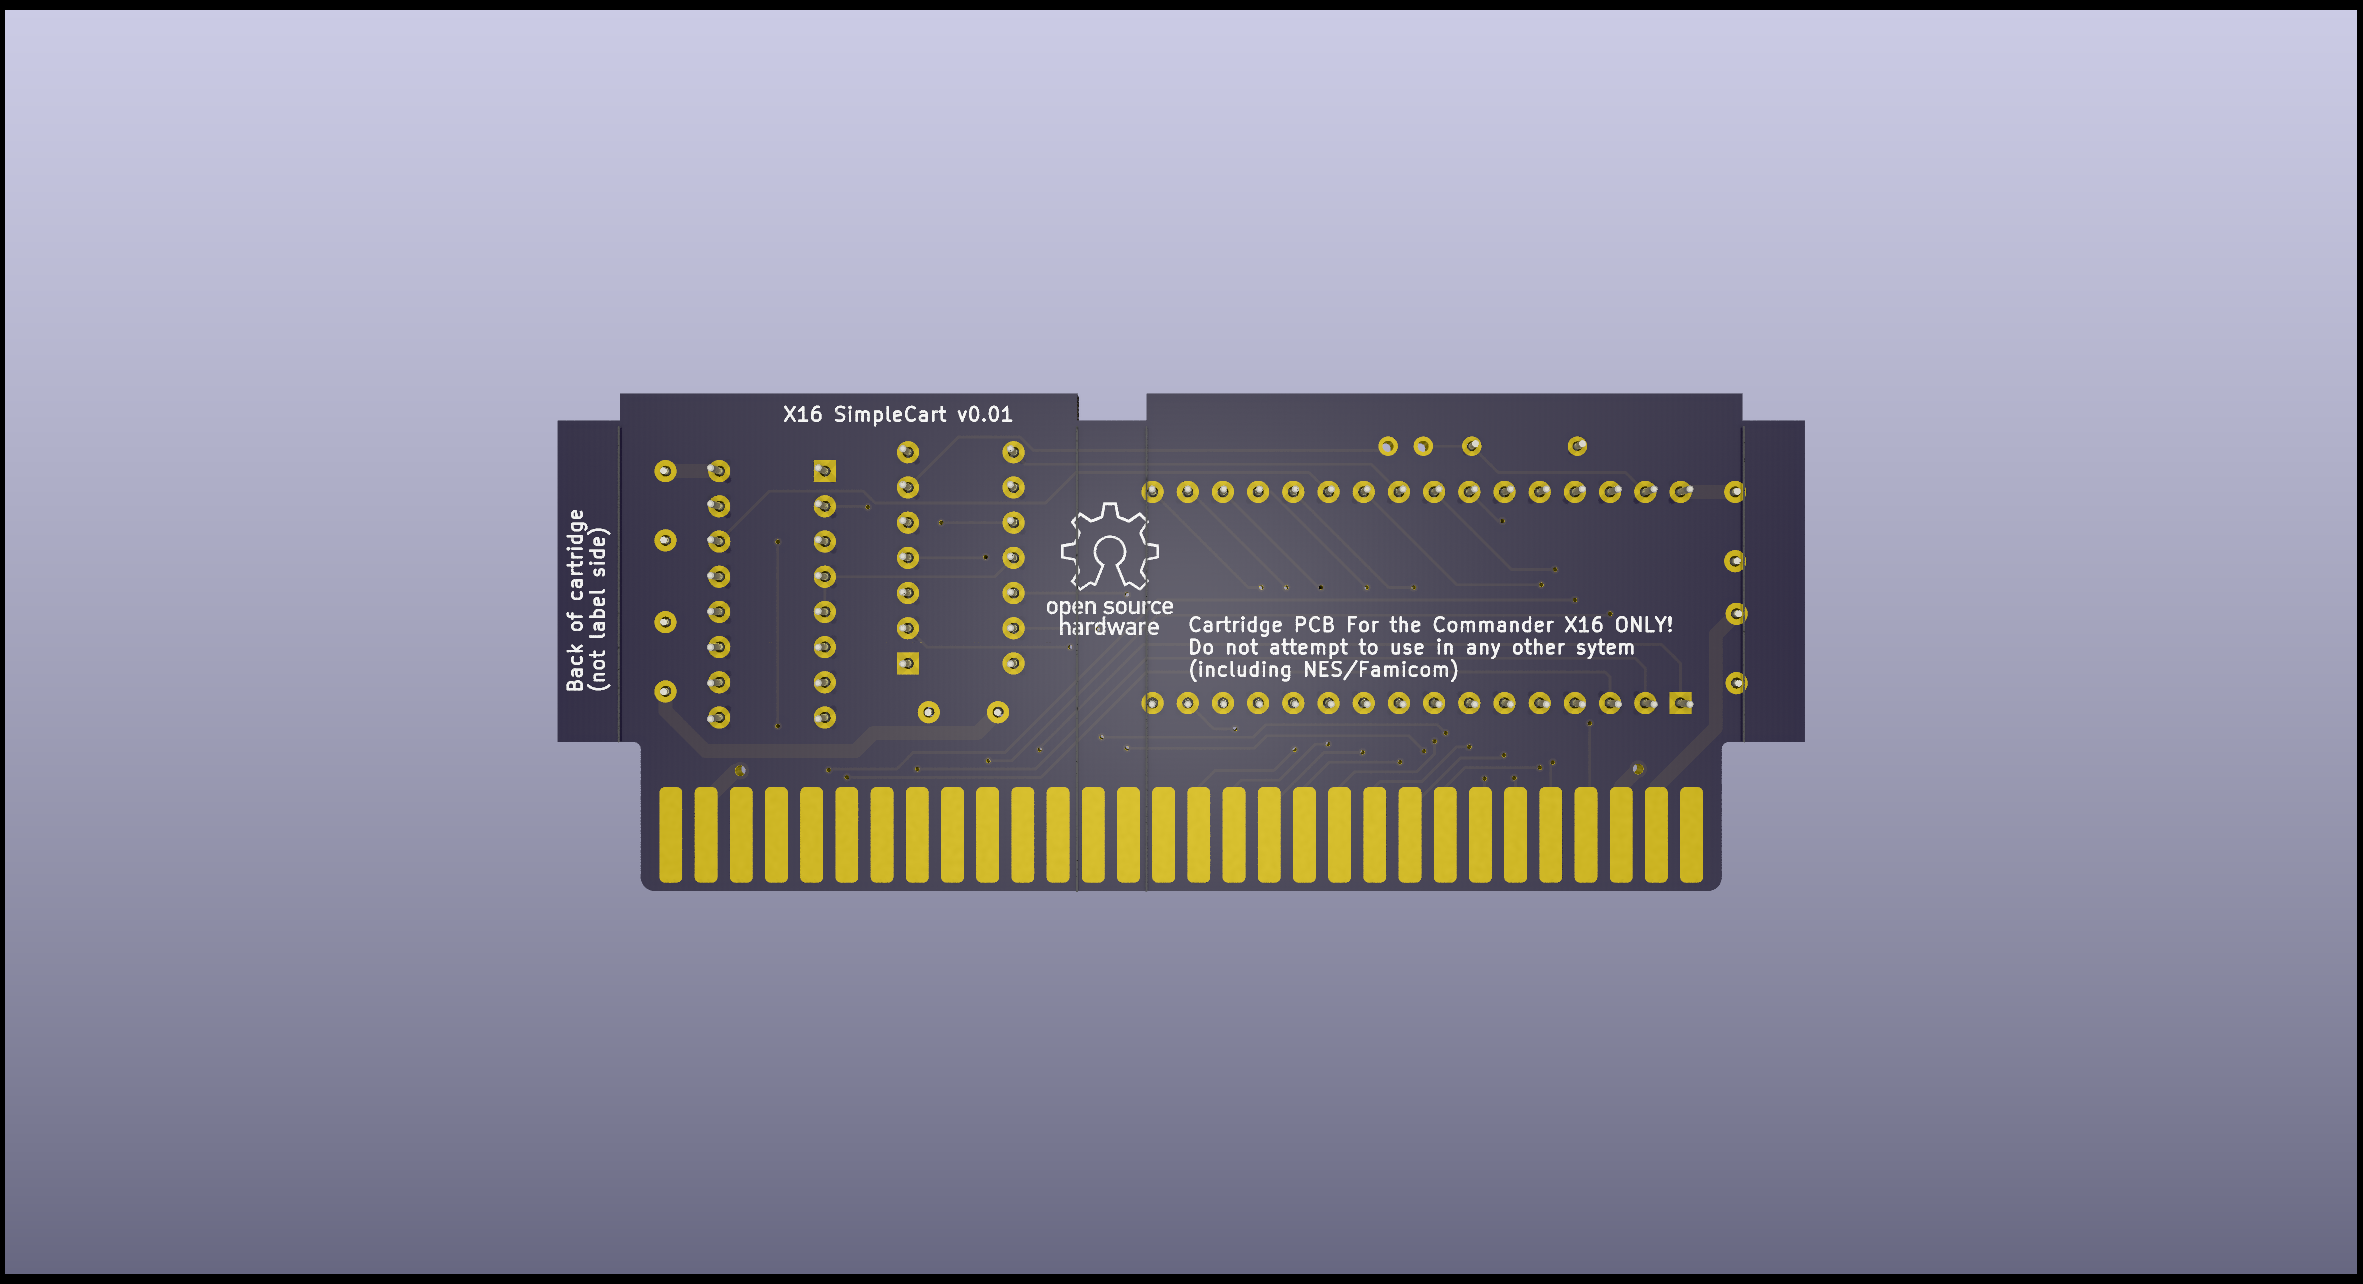 X16 SimpleCart v0.01
Back of cartridge
(not label side)
open source
hardware
Cartridge PCB For the Commander X16 ONLY!
Do not attempt to use in any other sytem
(including NES/Famicom)